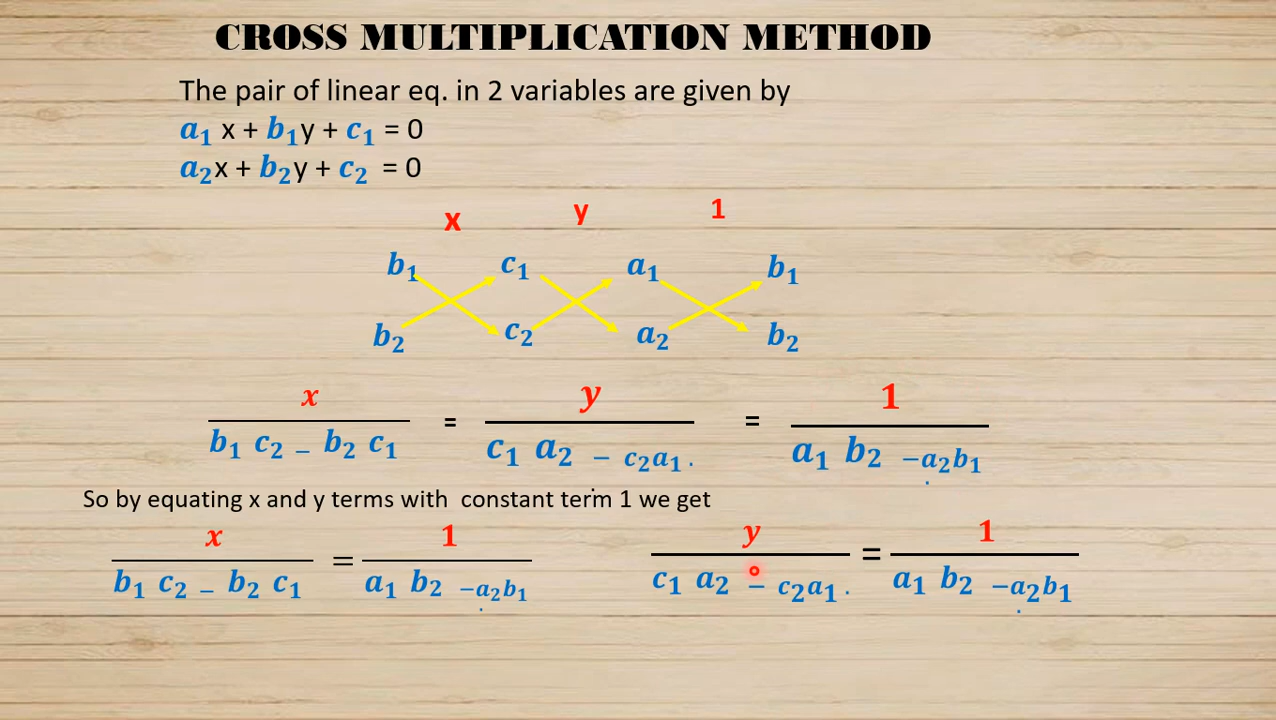 CROSS MULTIPLICATION METHOD
The pair of linear eq. in 2 variables are given by
a₁ x + b₁y + c₁ = 0
a₂x + b₂y + c₂ = 0
x y 1
b₁ c₁ a₁ b₁
b₂ c₂ a₂ b₂
x y 1
= =
b₁ c₂ − b₂ c₁ c₁ a₂ − c₂a₁ . a₁ b₂ −a₂b₁
So by equating x and y terms with constant term 1 we get
x 1 y 1
= =
b₁ c₂ − b₂ c₁ a₁ b₂ −a₂b₁ c₁ a₂ − c₂a₁ . a₁ b₂ −a₂b₁